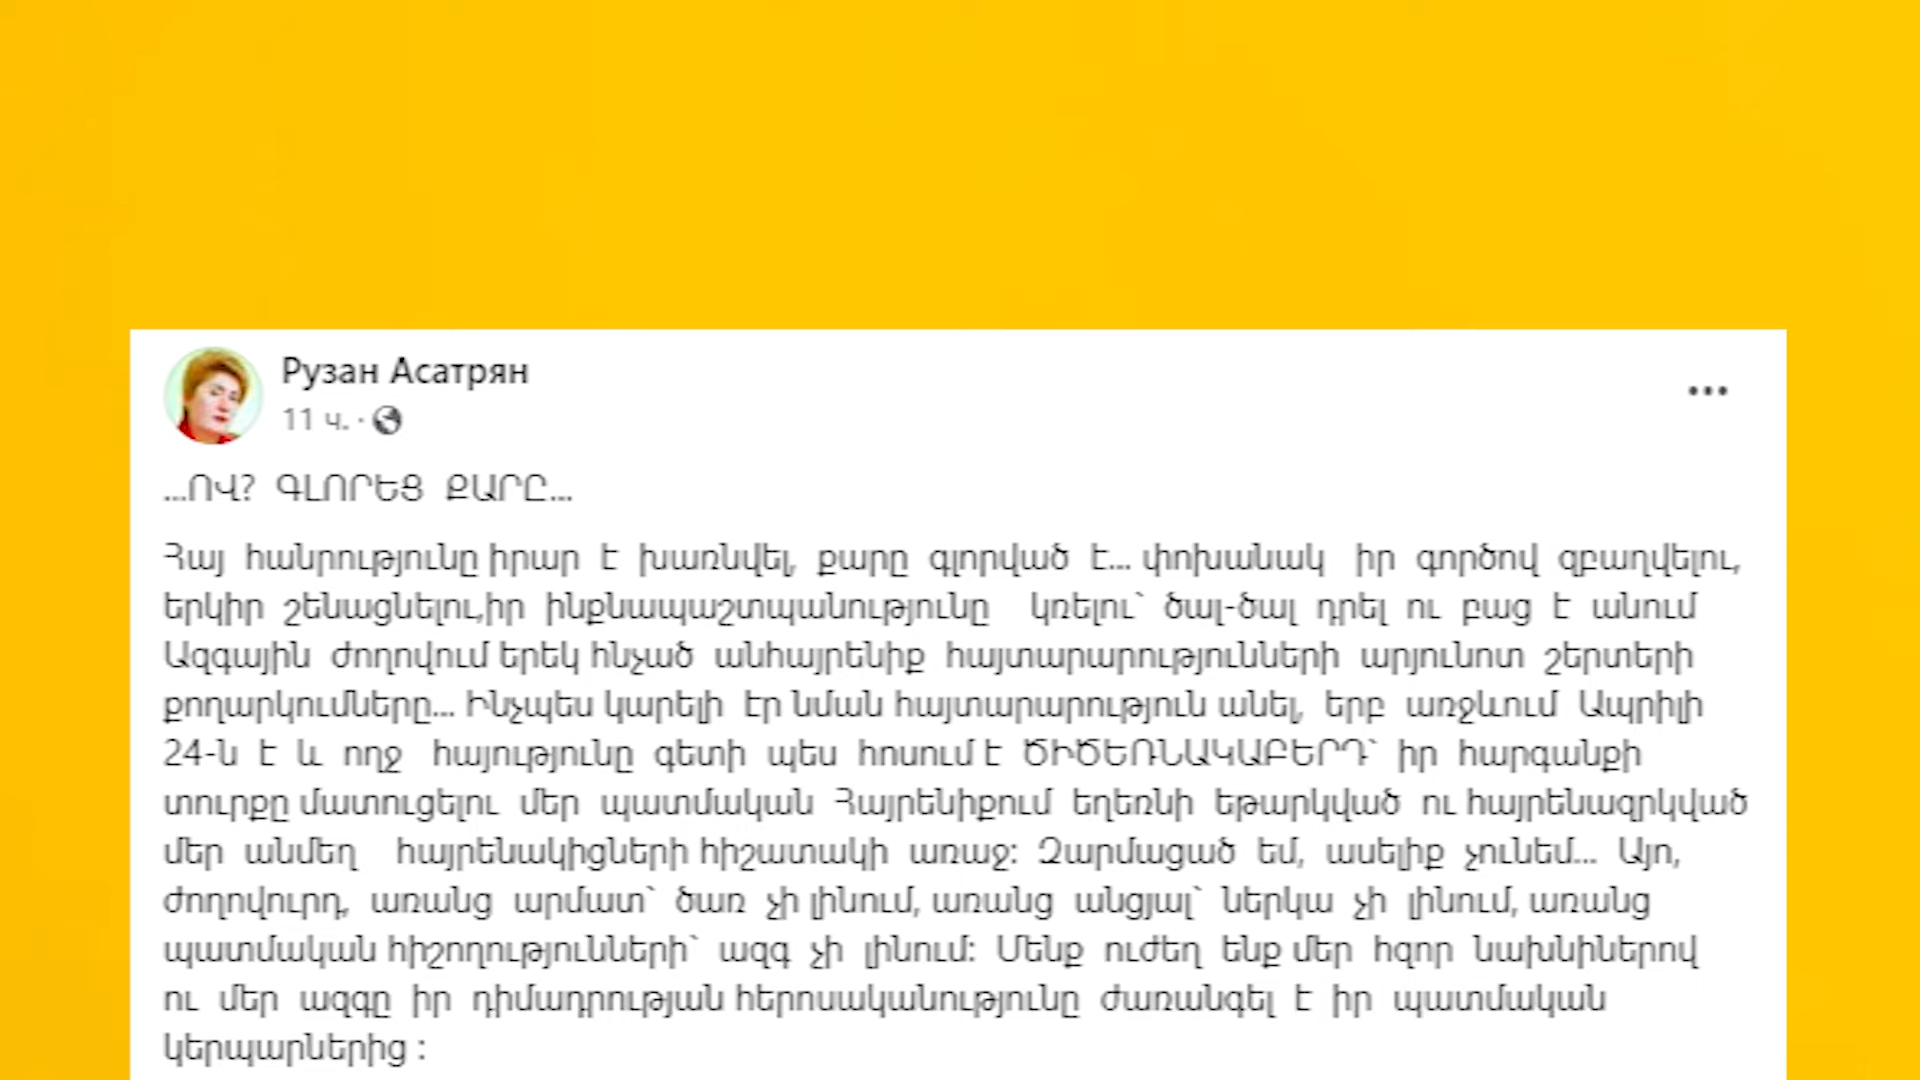 Рузан Асатрян
11 ч. ·
...ՈՎ? ԳԼՈՐԵՑ ՔԱՐԸ...
Հայ հանրությունը իրար է խառնվել, քարը գլորված է... փոխանակ իր գործով զբաղվելու,
երկիր շենացնելու,իր ինքնապաշտպանությունը կռելու՝ ծալ-ծալ դրել ու բաց է անում
Ազգային ժողովում երեկ հնչած անհայրենիք հայտարարությունների արյունոտ շերտերի
քողարկումները... Ինչպես կարելի էր նման հայտարարություն անել, երբ առջևում Ապրիլի
24-ն է և ողջ հայությունը գետի պես հոսում է ԾԻԾԵՌՆԱԿԱԲԵՐԴ՝ իր հարգանքի
տուրքը մատուցելու մեր պատմական Հայրենիքում եղեռնի եթարկված ու հայրենազրկված
մեր անմեղ հայրենակիցների հիշատակի առաջ: Զարմացած եմ, ասելիք չունեմ... Այո,
ժողովուրդ, առանց արմատ՝ ծառ չի լինում, առանց անցյալ՝ ներկա չի լինում, առանց
պատմական հիշողությունների՝ ազգ չի լինում: Մենք ուժեղ ենք մեր հզոր նախնիներով
ու մեր ազգը իր դիմադրության հերոսականությունը ժառանգել է իր պատմական
կերպարներից :